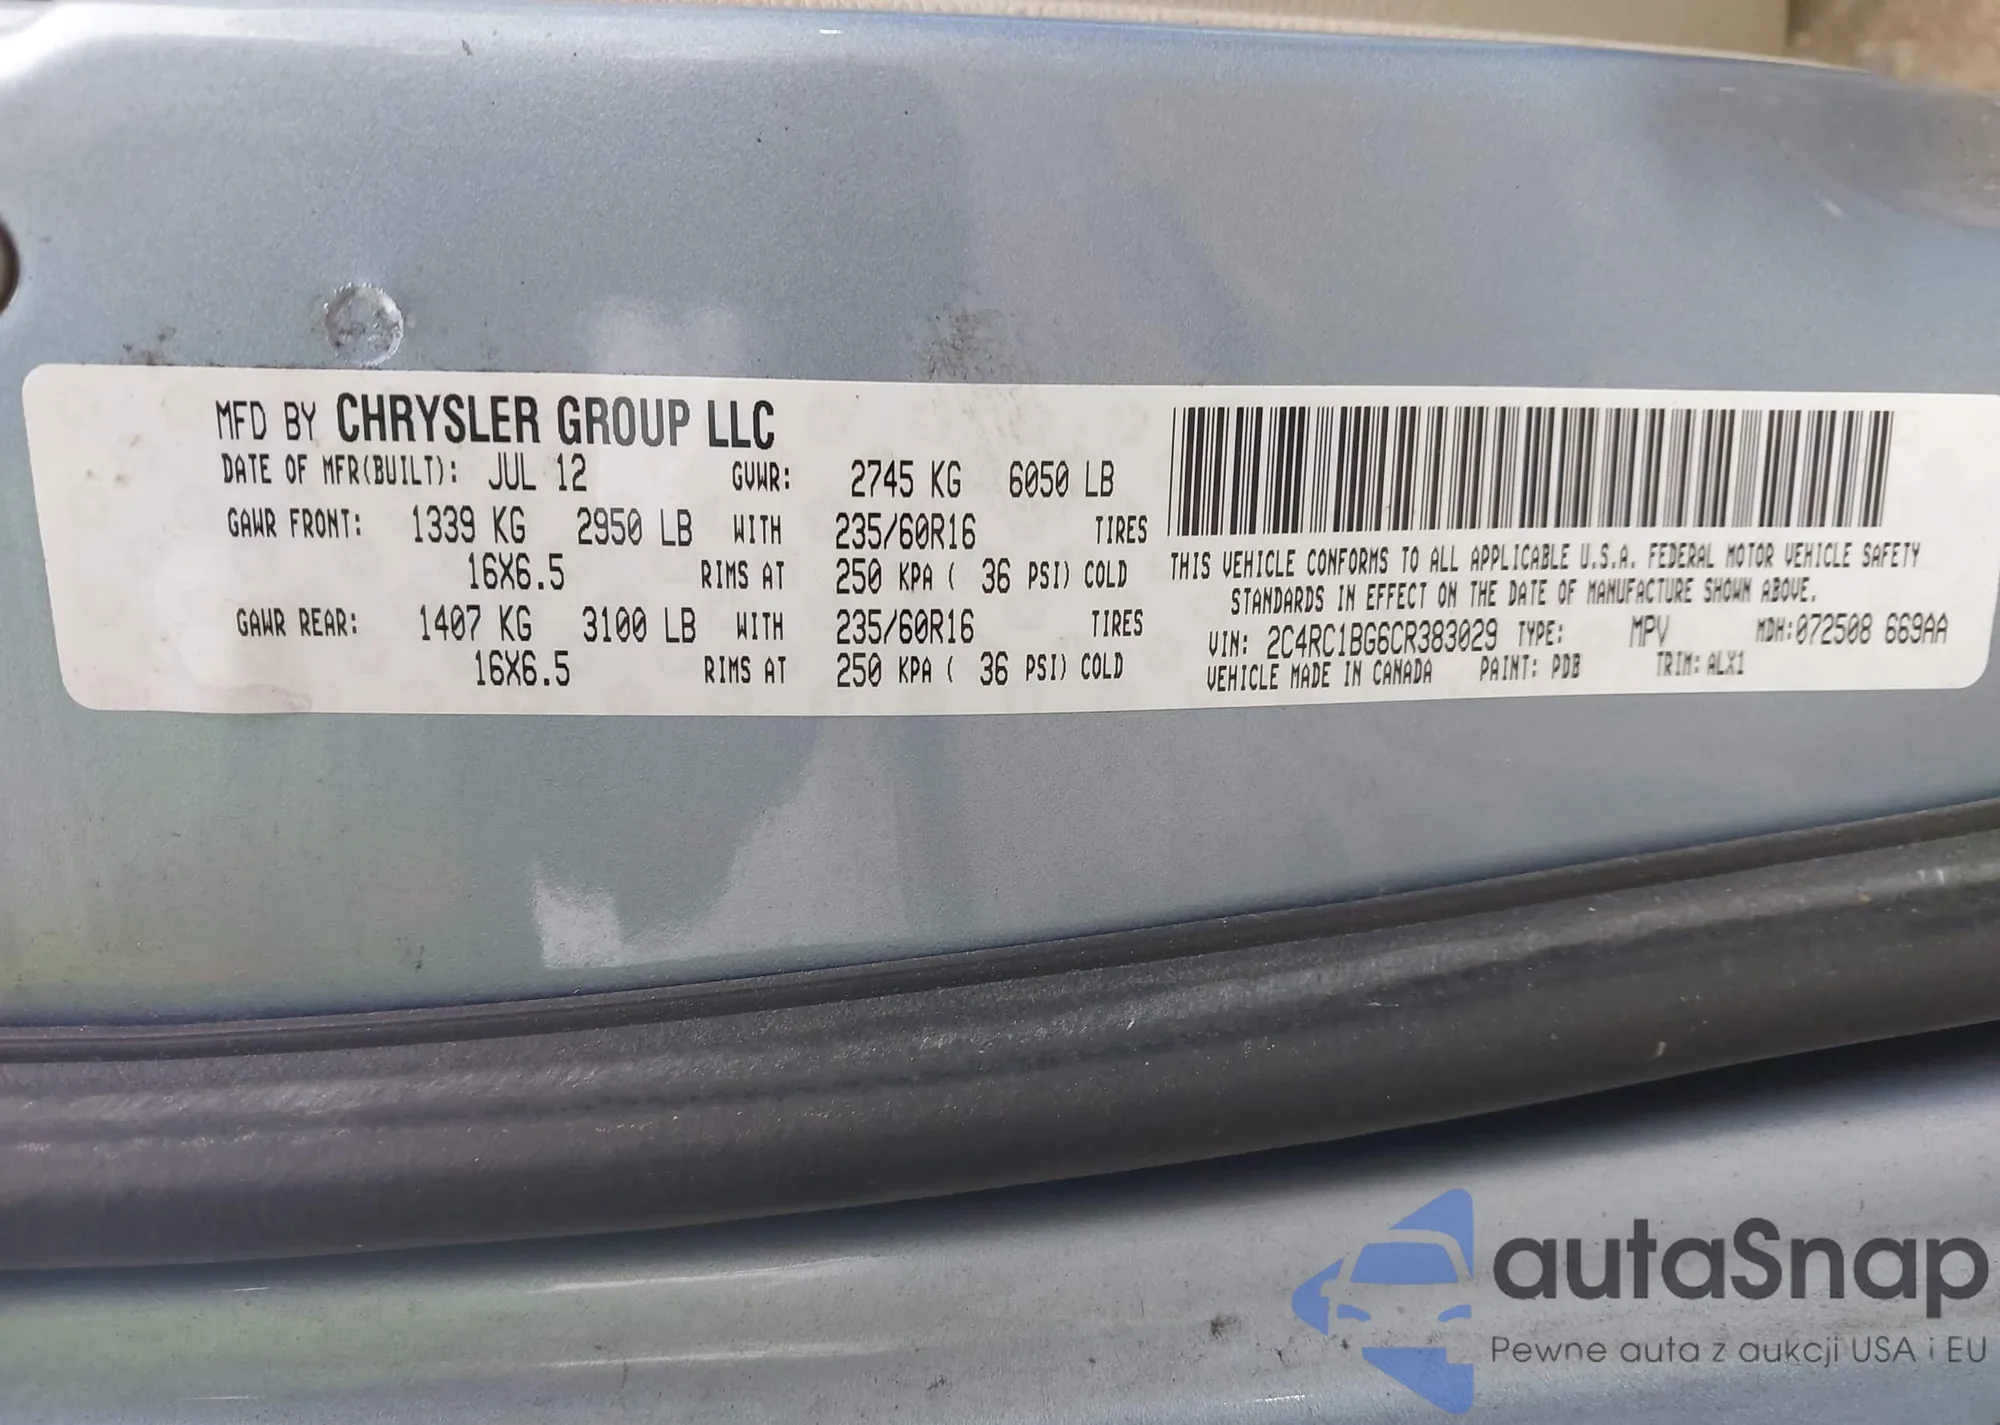 MFD BY CHRYSLER GROUP LLC
DATE OF MFR(BUILT): JUL 12 GVWR: 2745 KG 6050 LB
GAWR FRONT: 1339 KG 2950 LB WITH 235/60R16 TIRES
16X6.5 RIMS AT 250 KPA ( 36 PSI) COLD
GAWR REAR: 1407 KG 3100 LB WITH 235/60R16 TIRES
16X6.5 RIMS AT 250 KPA ( 36 PSI) COLD
THIS VEHICLE CONFORMS TO ALL APPLICABLE U.S.A. FEDERAL MOTOR VEHICLE SAFETY
STANDARDS IN EFFECT ON THE DATE OF MANUFACTURE SHOWN ABOVE.
VIN: 2C4RC1BG6CR383029 TYPE: MPV MDH:072508 669AA
VEHICLE MADE IN CANADA PAINT: PDB TRIM: ALX1
autaSnap
Pewne auta z aukcji USA i EU